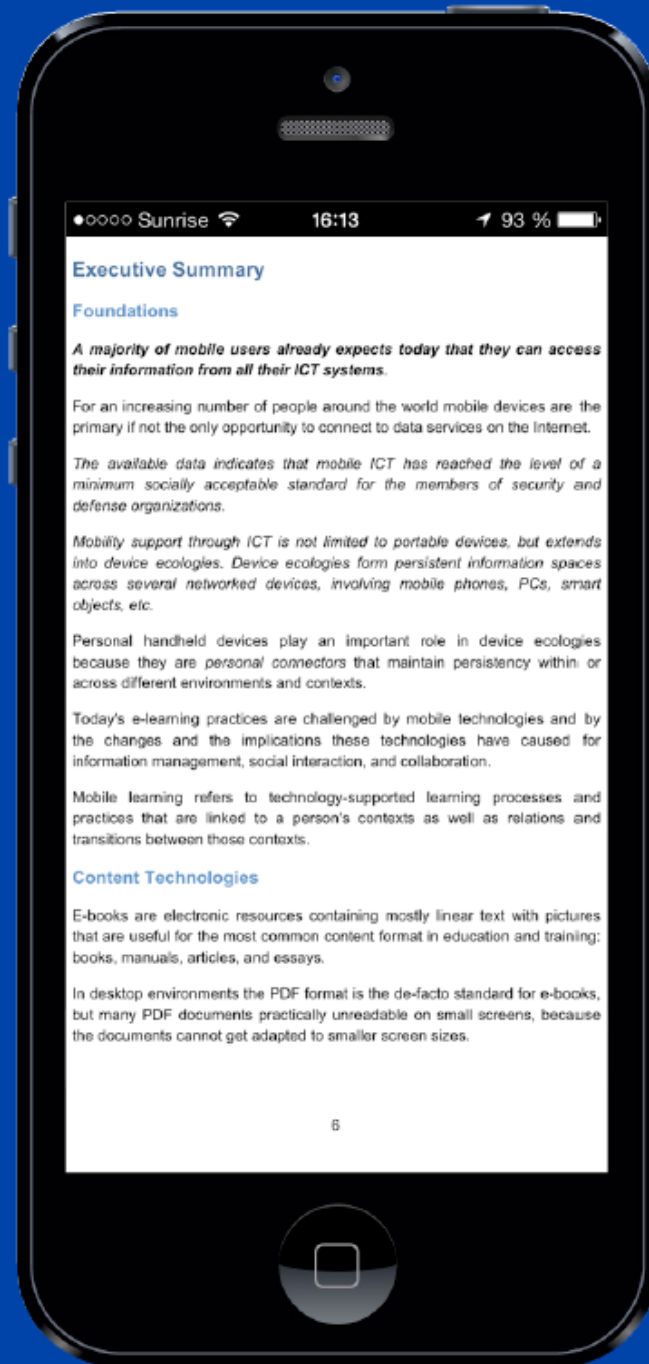 ●○○○○ Sunrise 16:13 93 %
Executive Summary
Foundations
A majority of mobile users already expects today that they can access
their information from all their ICT systems.
For an increasing number of people around the world mobile devices are the
primary if not the only opportunity to connect to data services on the Internet.
The available data indicates that mobile ICT has reached the level of a
minimum socially acceptable standard for the members of security and
defense organizations.
Mobility support through ICT is not limited to portable devices, but extends
into device ecologies. Device ecologies form persistent information spaces
across several networked devices, involving mobile phones, PCs, smart
objects, etc.
Personal handheld devices play an important role in device ecologies
because they are personal connectors that maintain persistency within or
across different environments and contexts.
Today's e-learning practices are challenged by mobile technologies and by
the changes and the implications these technologies have caused for
information management, social interaction, and collaboration.
Mobile learning refers to technology-supported learning processes and
practices that are linked to a person's contexts as well as relations and
transitions between those contexts.
Content Technologies
E-books are electronic resources containing mostly linear text with pictures
that are useful for the most common content format in education and training:
books, manuals, articles, and essays.
In desktop environments the PDF format is the de-facto standard for e-books,
but many PDF documents practically unreadable on small screens, because
the documents cannot get adapted to smaller screen sizes.
6